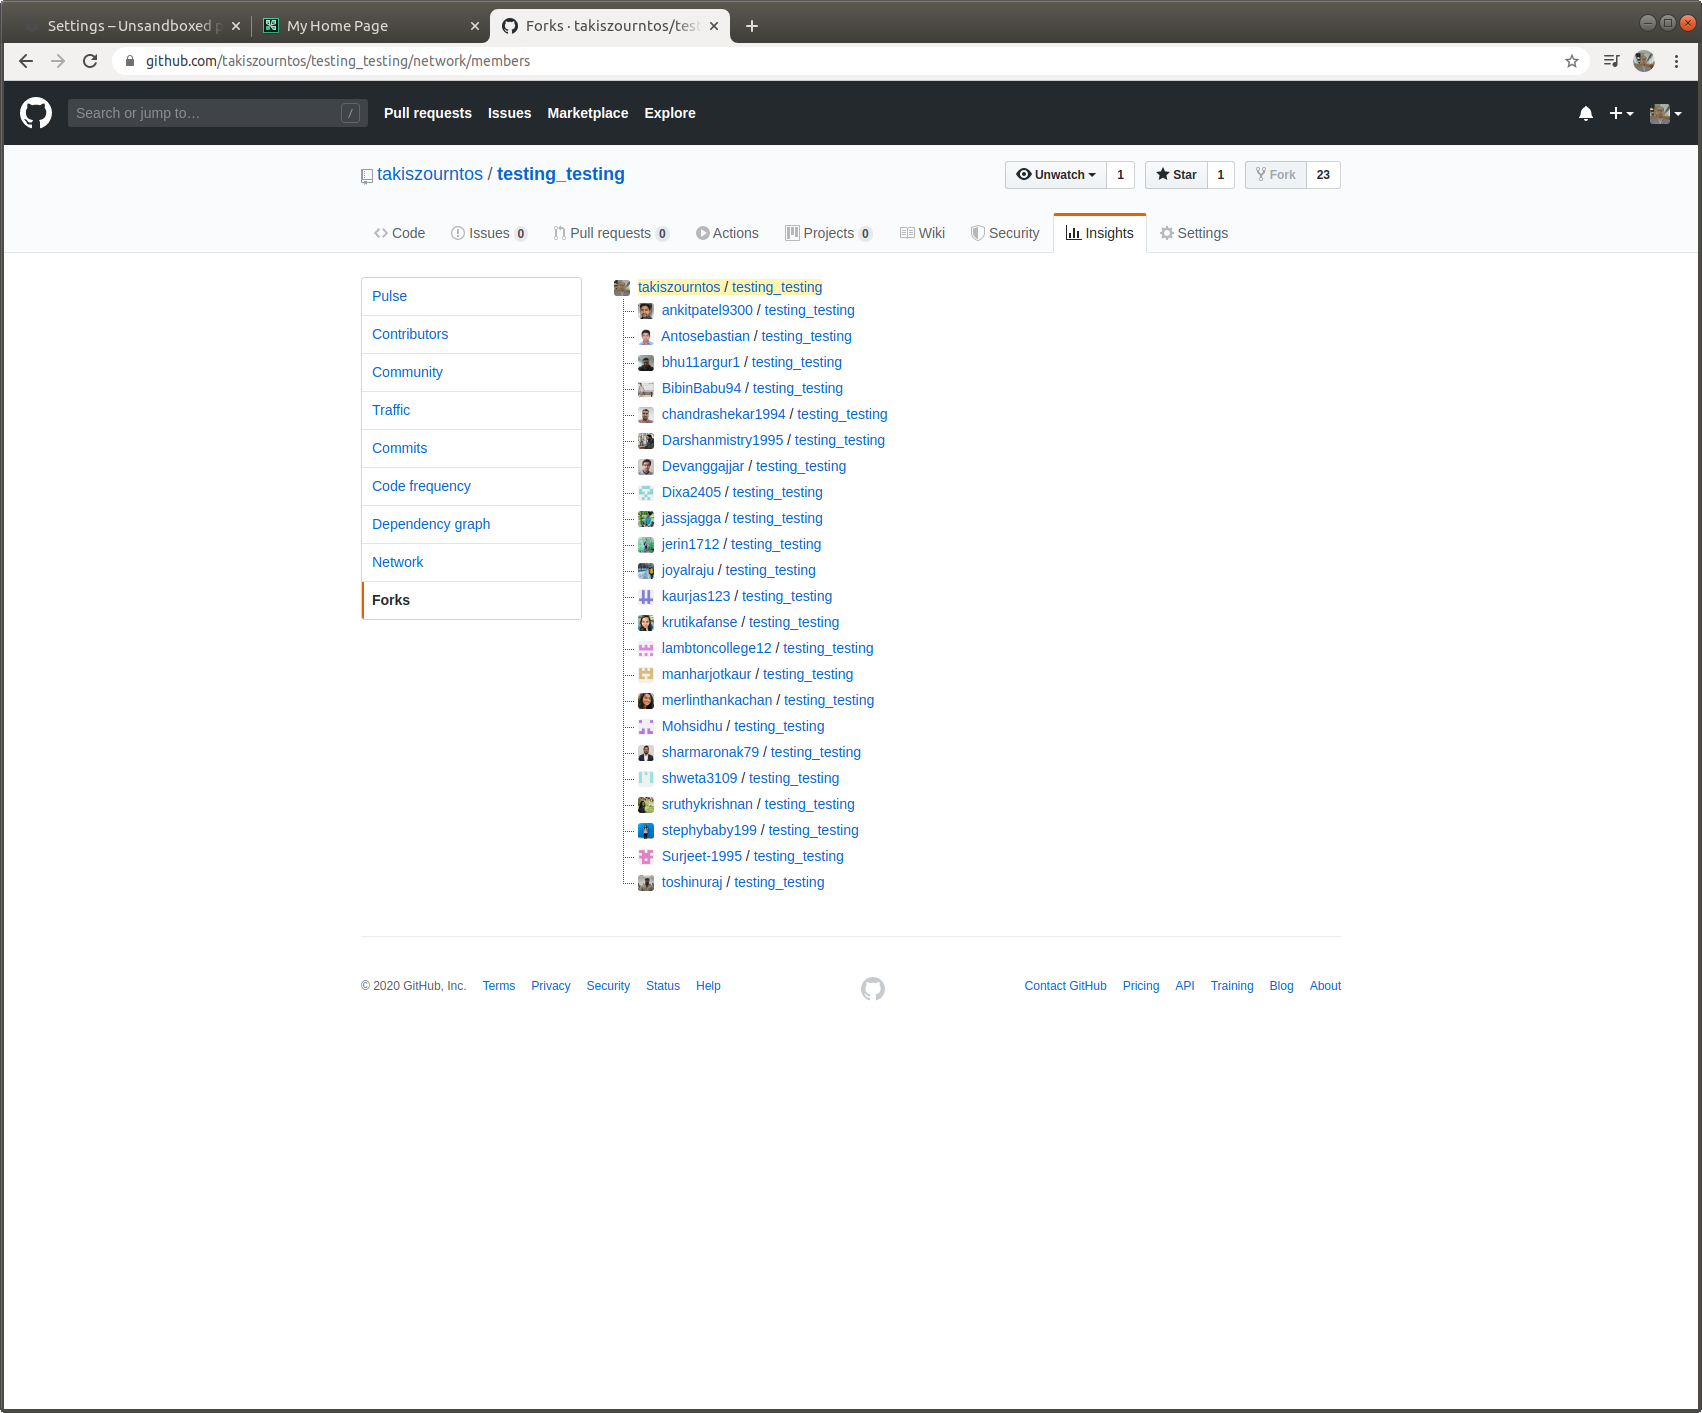 Settings – Unsandboxed
My Home Page
Forks · takiszourntos/test
github.com/takiszourntos/testing_testing/network/members
Search or jump to…
/
Pull requests
Issues
Marketplace
Explore
takiszourntos / testing_testing
Unwatch 1
Star 1
Fork 23
Code
Issues 0
Pull requests 0
Actions
Projects 0
Wiki
Security
Insights
Settings
Pulse
Contributors
Community
Traffic
Commits
Code frequency
Dependency graph
Network
Forks
takiszourntos / testing_testing
ankitpatel9300 / testing_testing
Antosebastian / testing_testing
bhu11argur1 / testing_testing
BibinBabu94 / testing_testing
chandrashekar1994 / testing_testing
Darshanmistry1995 / testing_testing
Devanggajjar / testing_testing
Dixa2405 / testing_testing
jassjagga / testing_testing
jerin1712 / testing_testing
joyalraju / testing_testing
kaurjas123 / testing_testing
krutikafanse / testing_testing
lambtoncollege12 / testing_testing
manharjotkaur / testing_testing
merlinthankachan / testing_testing
Mohsidhu / testing_testing
sharmaronak79 / testing_testing
shweta3109 / testing_testing
sruthykrishnan / testing_testing
stephybaby199 / testing_testing
Surjeet-1995 / testing_testing
toshinuraj / testing_testing
© 2020 GitHub, Inc.
Terms
Privacy
Security
Status
Help
Contact GitHub
Pricing
API
Training
Blog
About